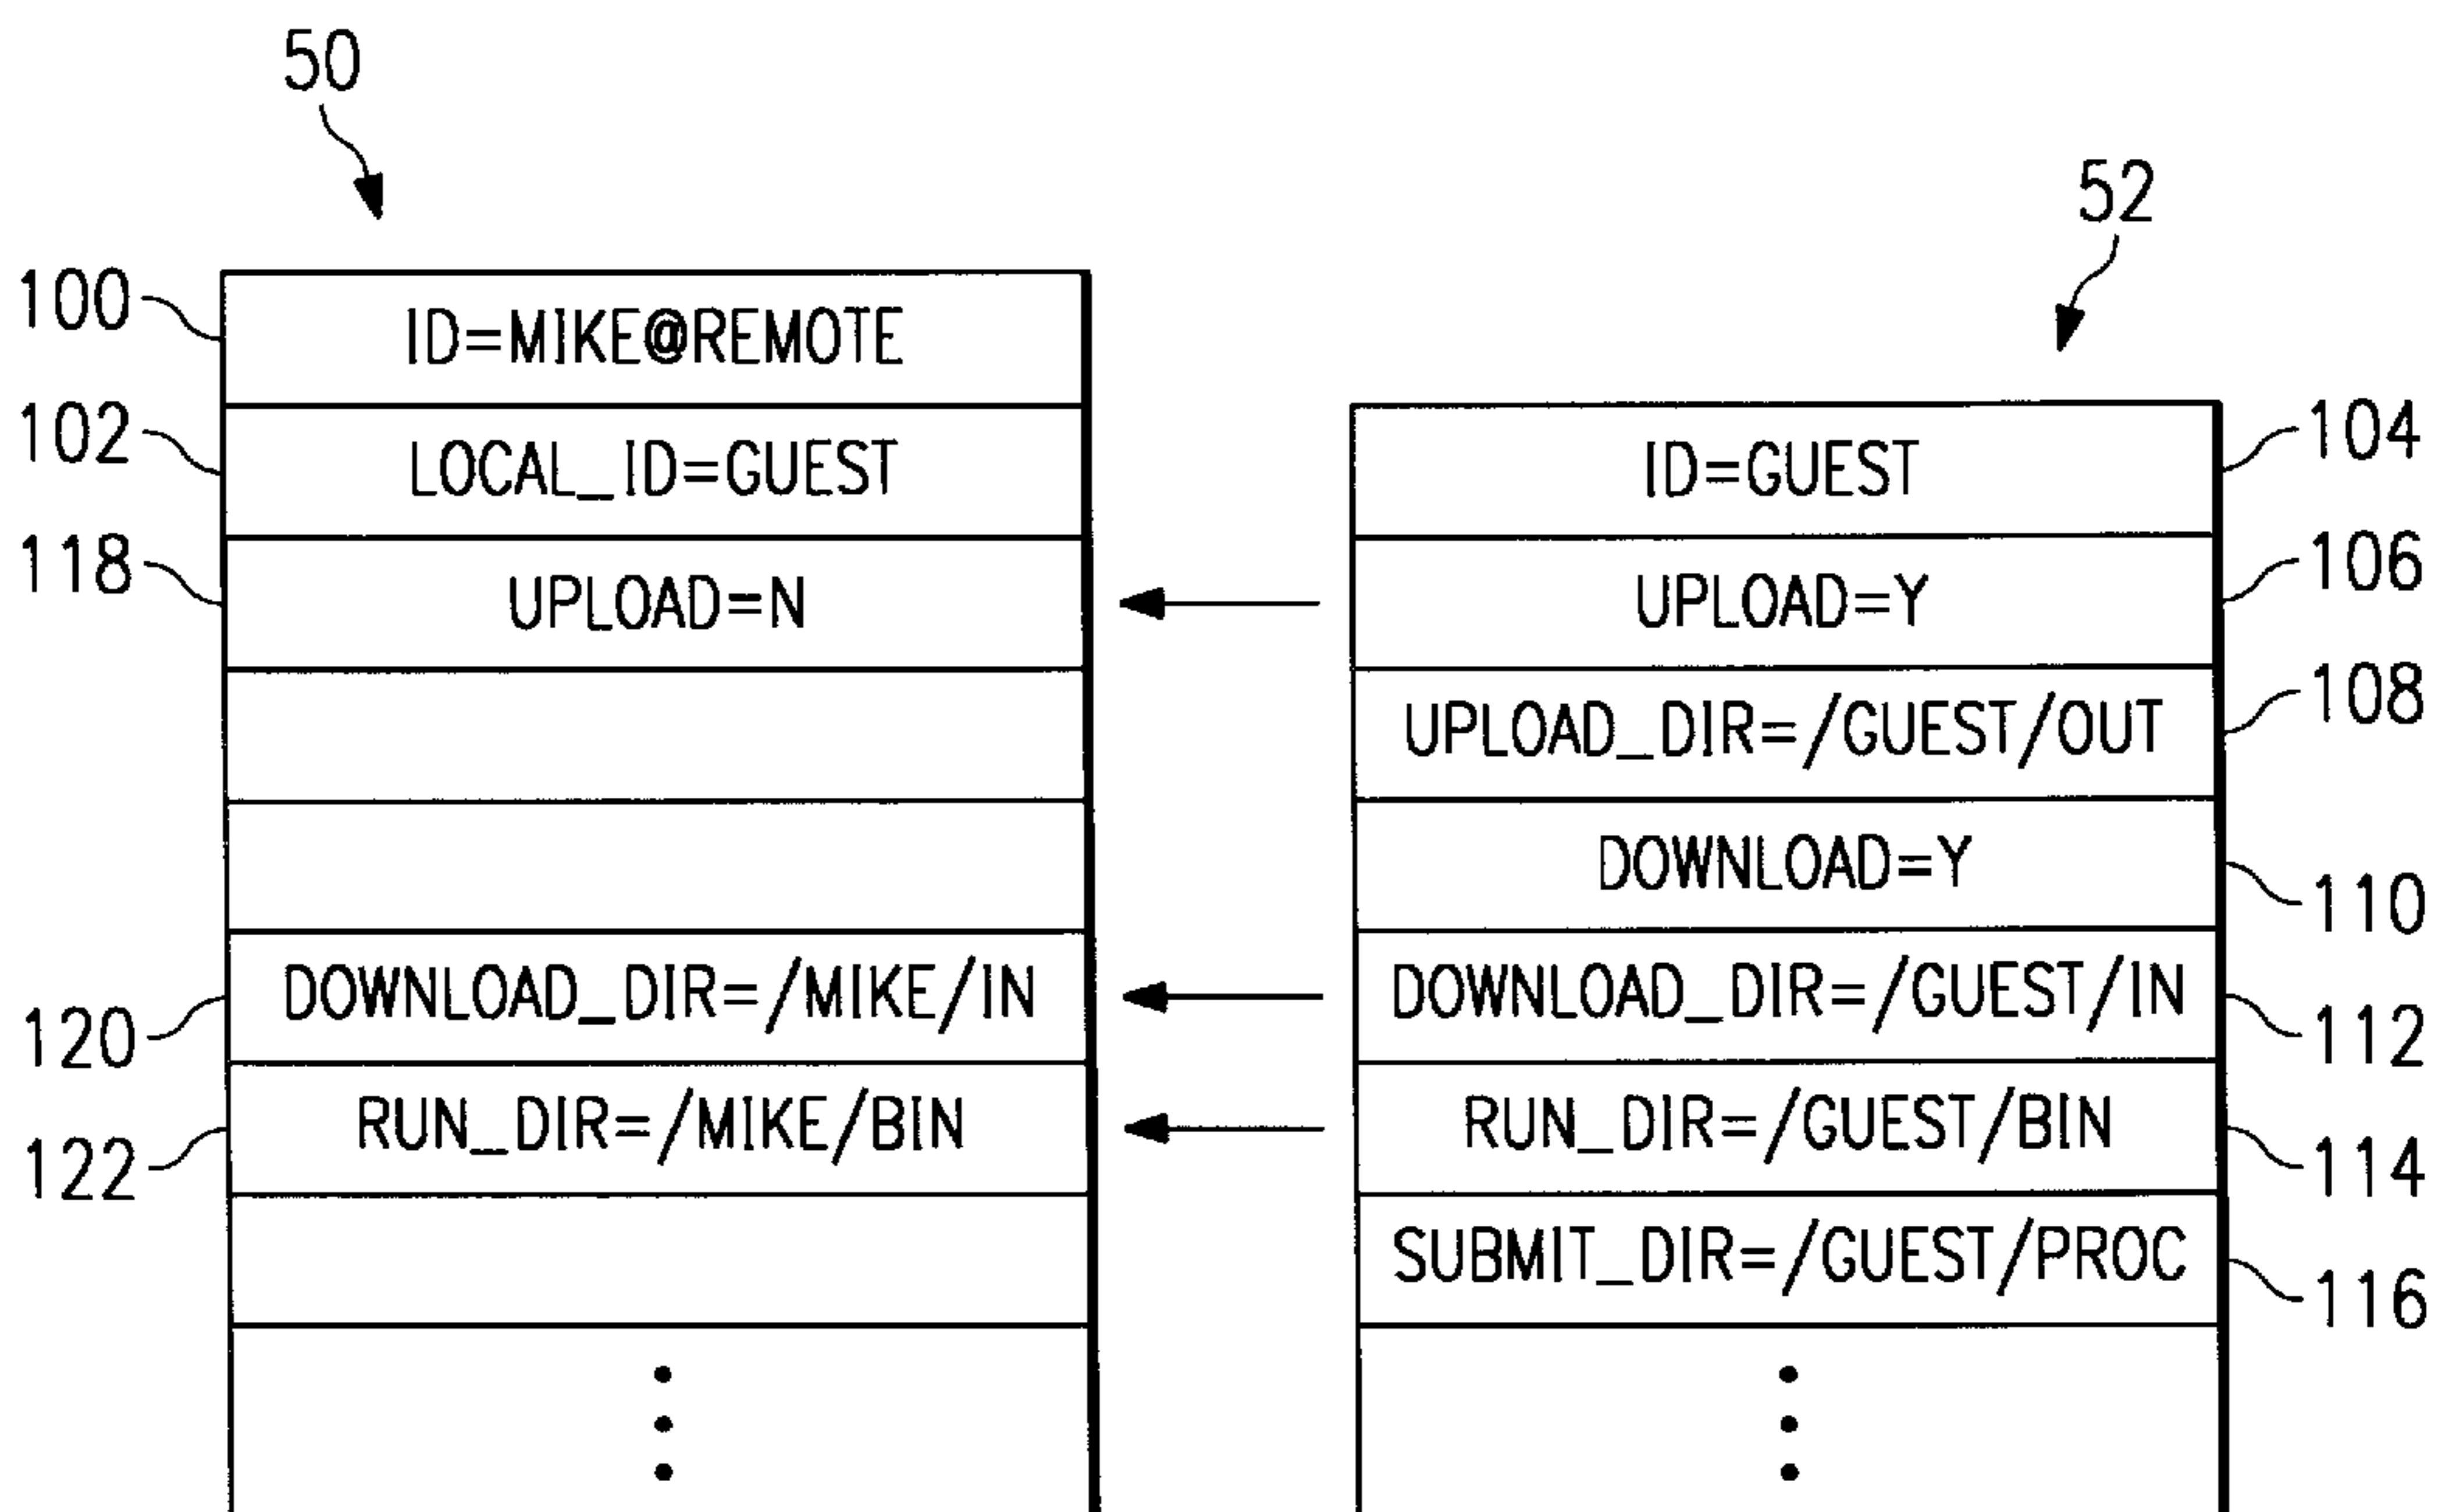 50
52
100
ID=MIKE@REMOTE
102
LOCAL_ID=GUEST
ID=GUEST
104
118
UPLOAD=N
UPLOAD=Y
106
UPLOAD_DIR=/GUEST/OUT
108
DOWNLOAD=Y
110
120
DOWNLOAD_DIR=/MIKE/IN
DOWNLOAD_DIR=/GUEST/IN
112
122
RUN_DIR=/MIKE/BIN
RUN_DIR=/GUEST/BIN
114
SUBMIT_DIR=/GUEST/PROC
116